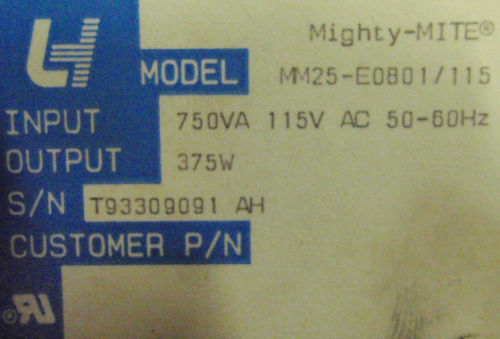 Mighty-MITE®
MODEL MM25-E0801/115
INPUT 750VA 115V AC 50-60Hz
OUTPUT 375W
S/N T93309091 AH
CUSTOMER P/N